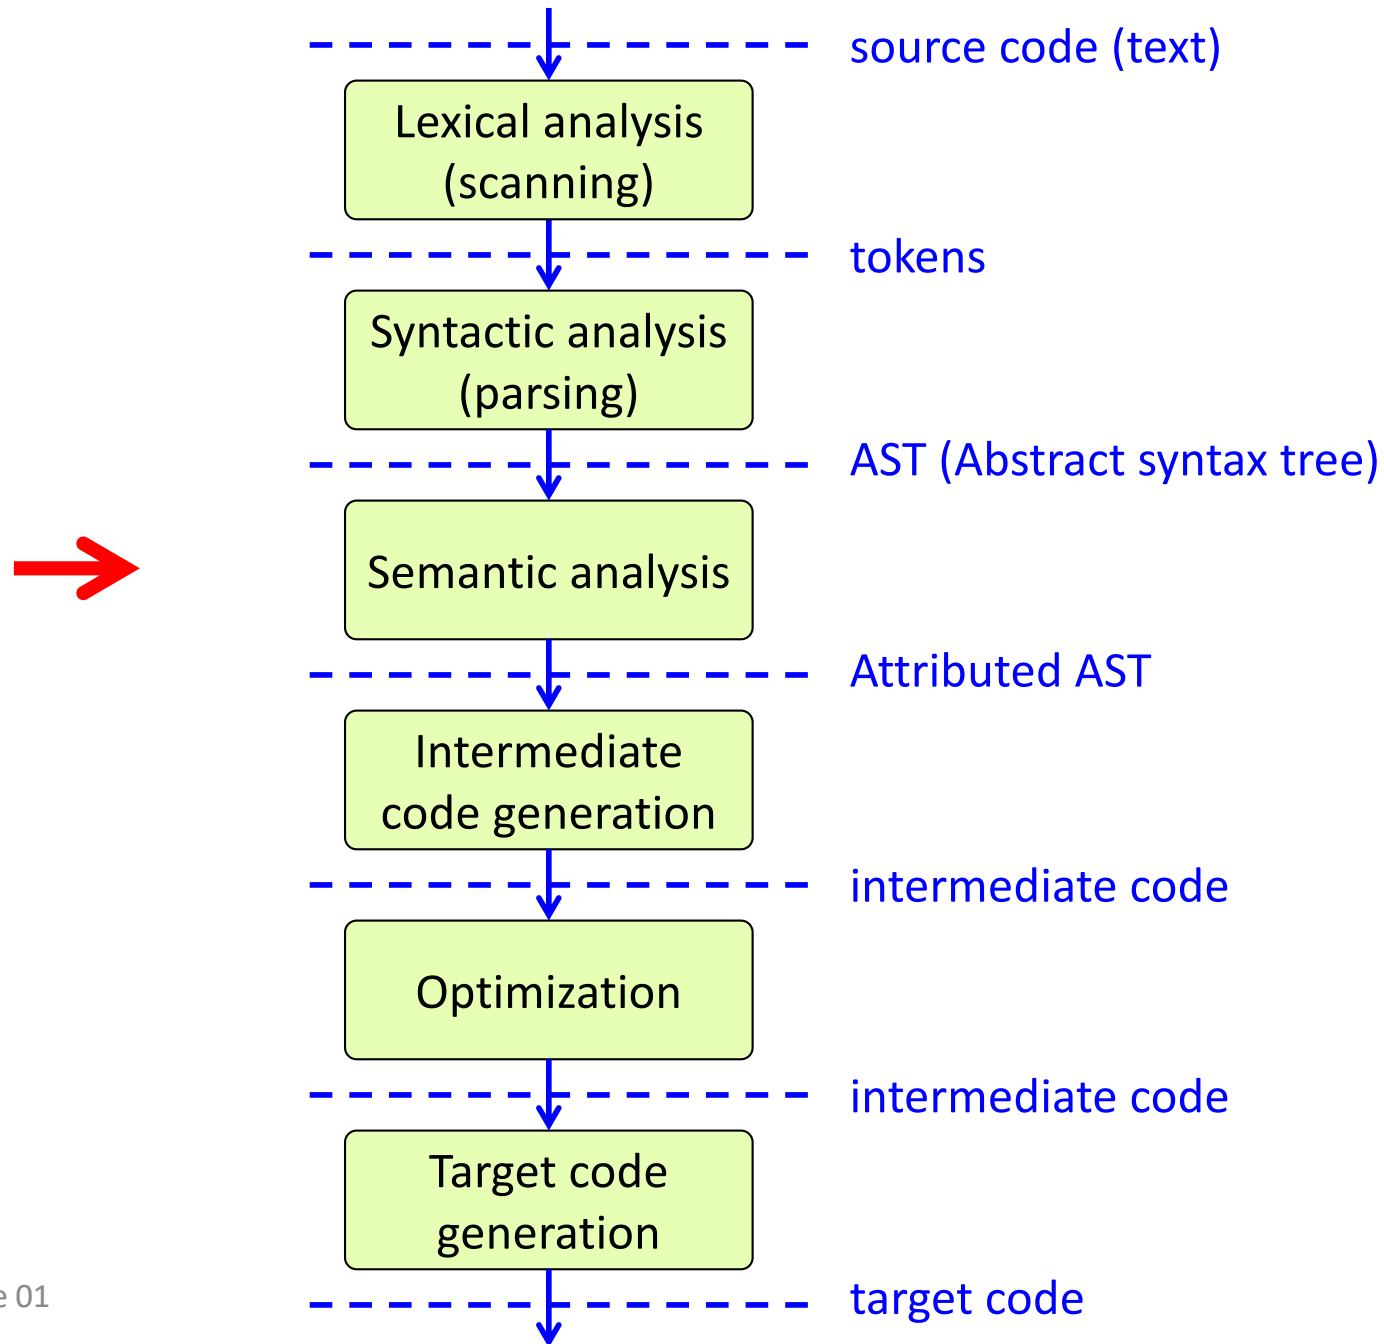 source code (text)
Lexical analysis
(scanning)
tokens
Syntactic analysis
(parsing)
AST (Abstract syntax tree)
Semantic analysis
Attributed AST
Intermediate
code generation
intermediate code
Optimization
intermediate code
Target code
generation
e 01
target code